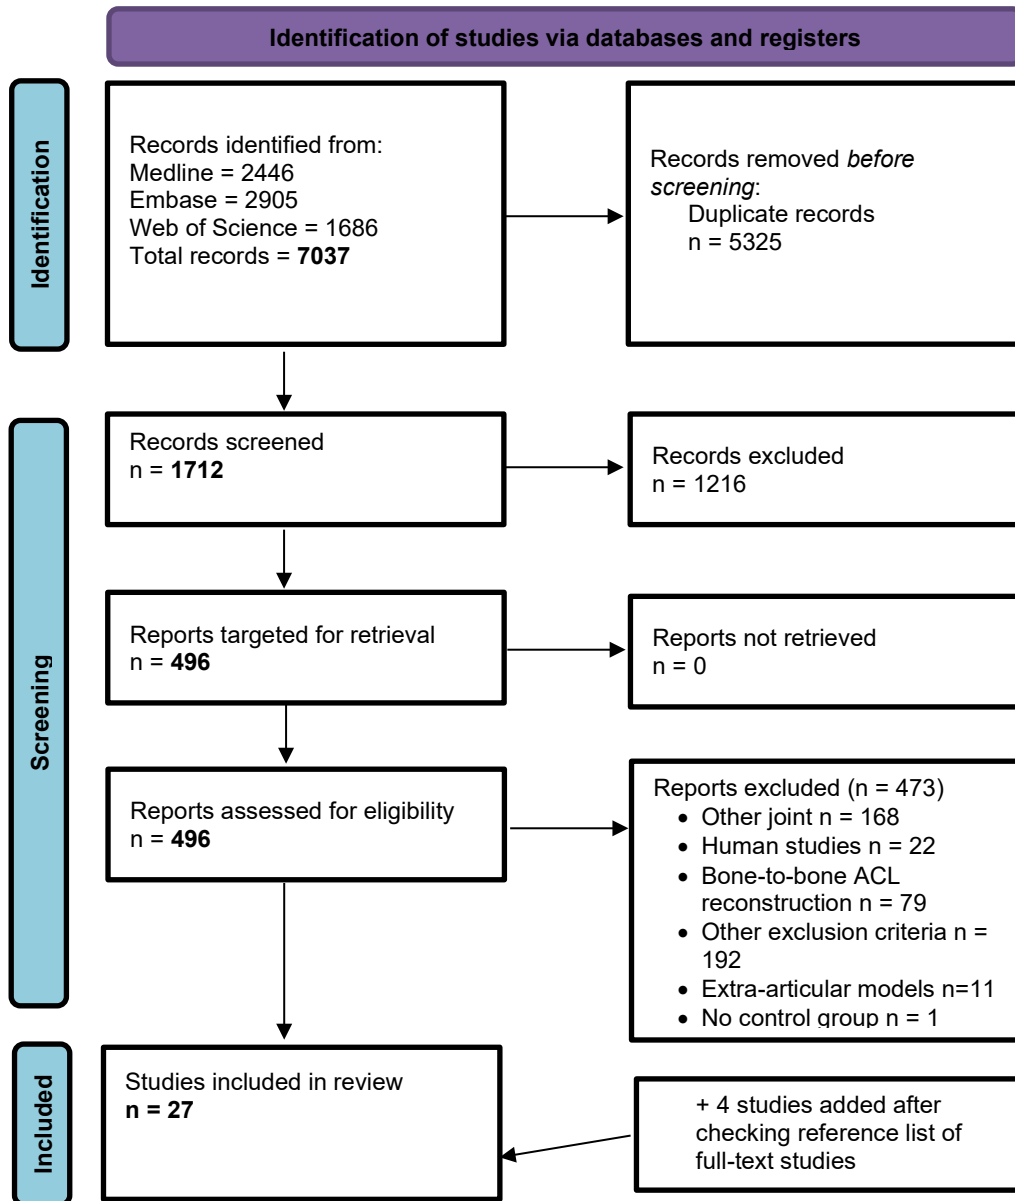 Identification of studies via databases and registers
Identification
Records identified from:
Medline = 2446
Embase = 2905
Web of Science = 1686
Total records = 7037
Records removed before
screening:
Duplicate records
n = 5325
Screening
Records screened
n = 1712
Records excluded
n = 1216
Reports targeted for retrieval
n = 496
Reports not retrieved
n = 0
Reports assessed for eligibility
n = 496
Reports excluded (n = 473)
• Other joint n = 168
• Human studies n = 22
• Bone-to-bone ACL
reconstruction n = 79
• Other exclusion criteria n =
192
• Extra-articular models n=11
• No control group n = 1
Included
Studies included in review
n = 27
+ 4 studies added after
checking reference list of
full-text studies